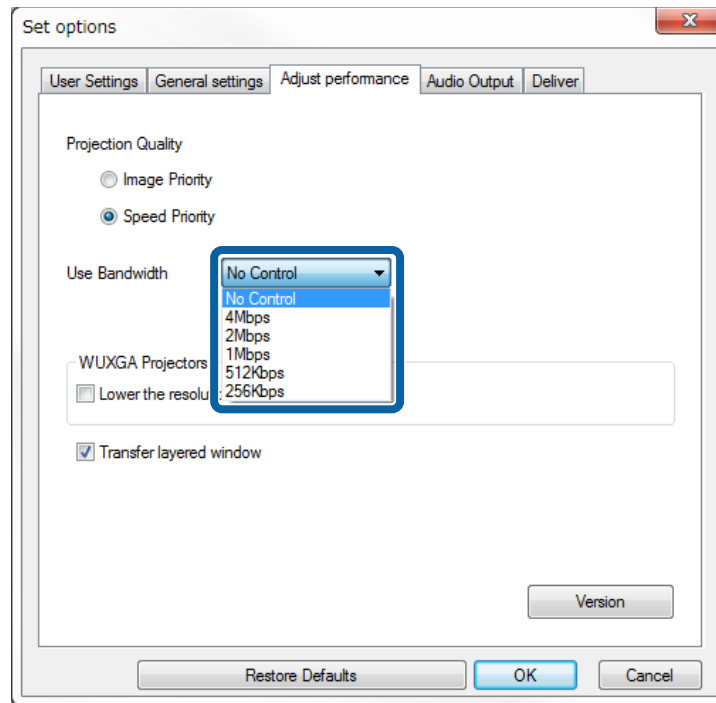 Set options
User Settings General settings Adjust performance Audio Output Deliver
Projection Quality
Image Priority
Speed Priority
Use Bandwidth No Control
No Control
4Mbps
2Mbps
1Mbps
WUXGA Projectors
512Kbps
Lower the 256Kbps
Transfer layered window
Version
Restore Defaults OK Cancel